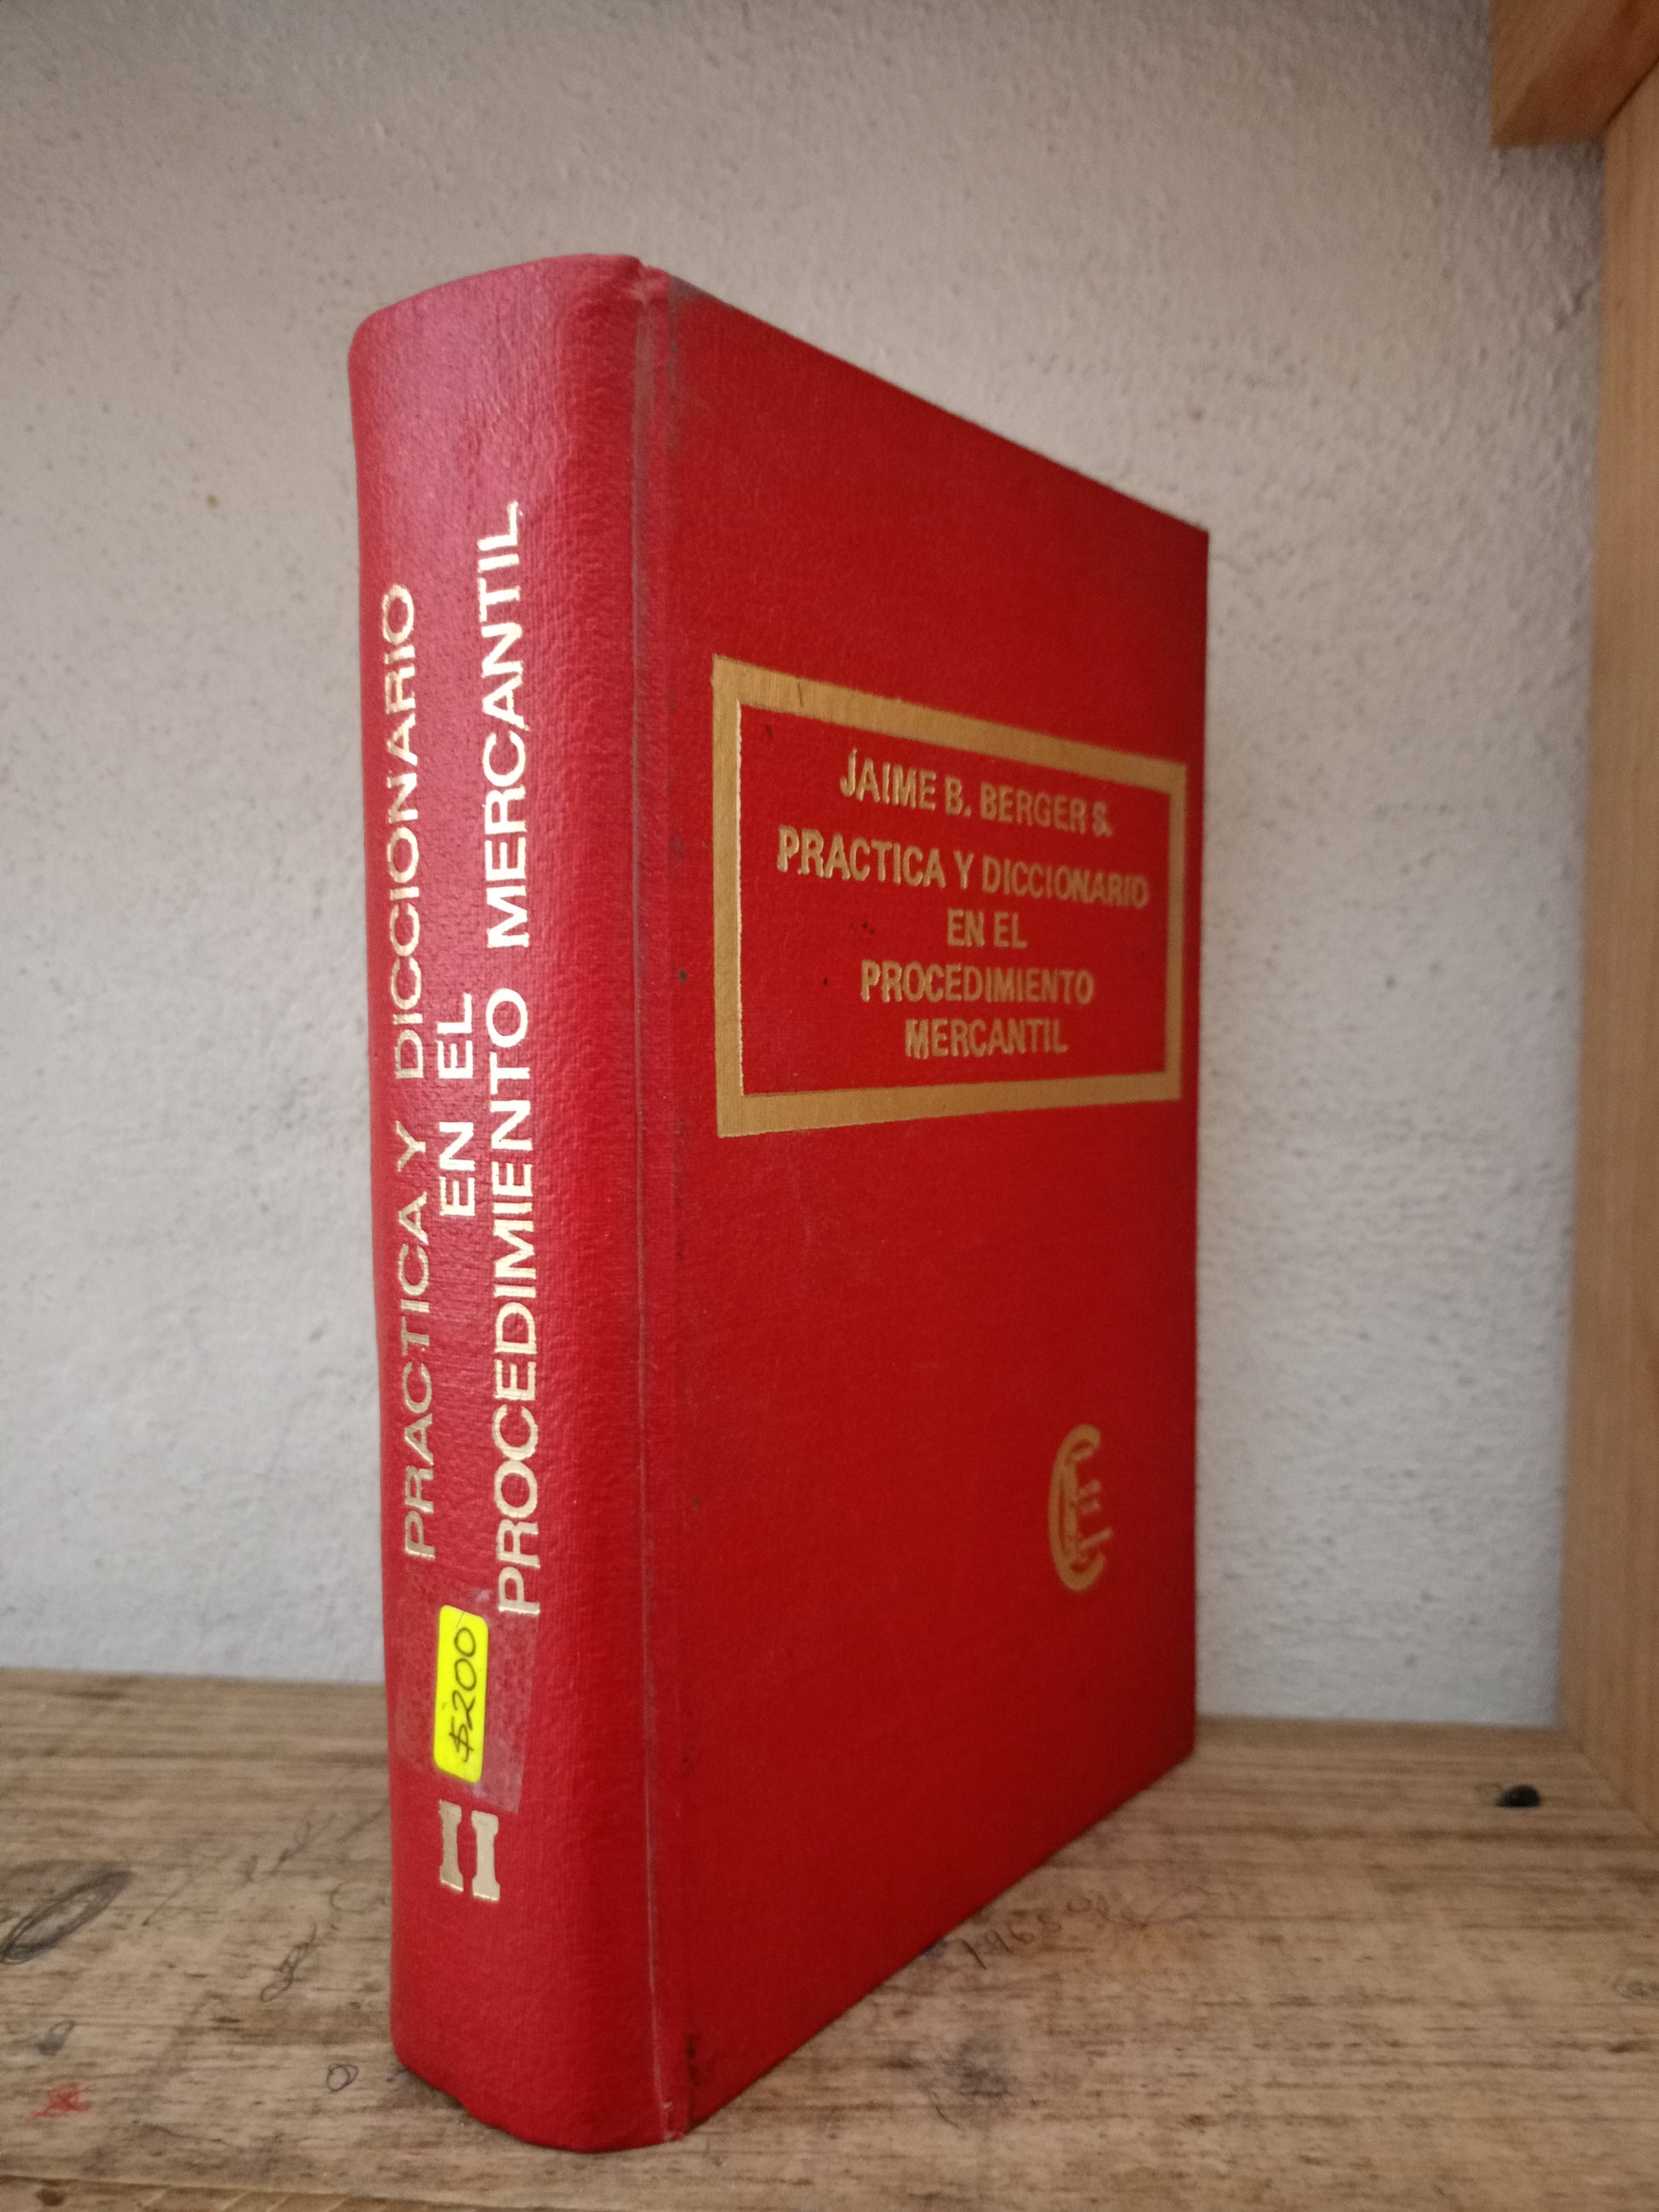 PRACTICA Y DICCIONARIO
EN EL
PROCEDIMIENTO MERCANTIL
$200
II
JAIME B. BERGER S.
PRACTICA Y DICCIONARIO
EN EL
PROCEDIMIENTO
MERCANTIL